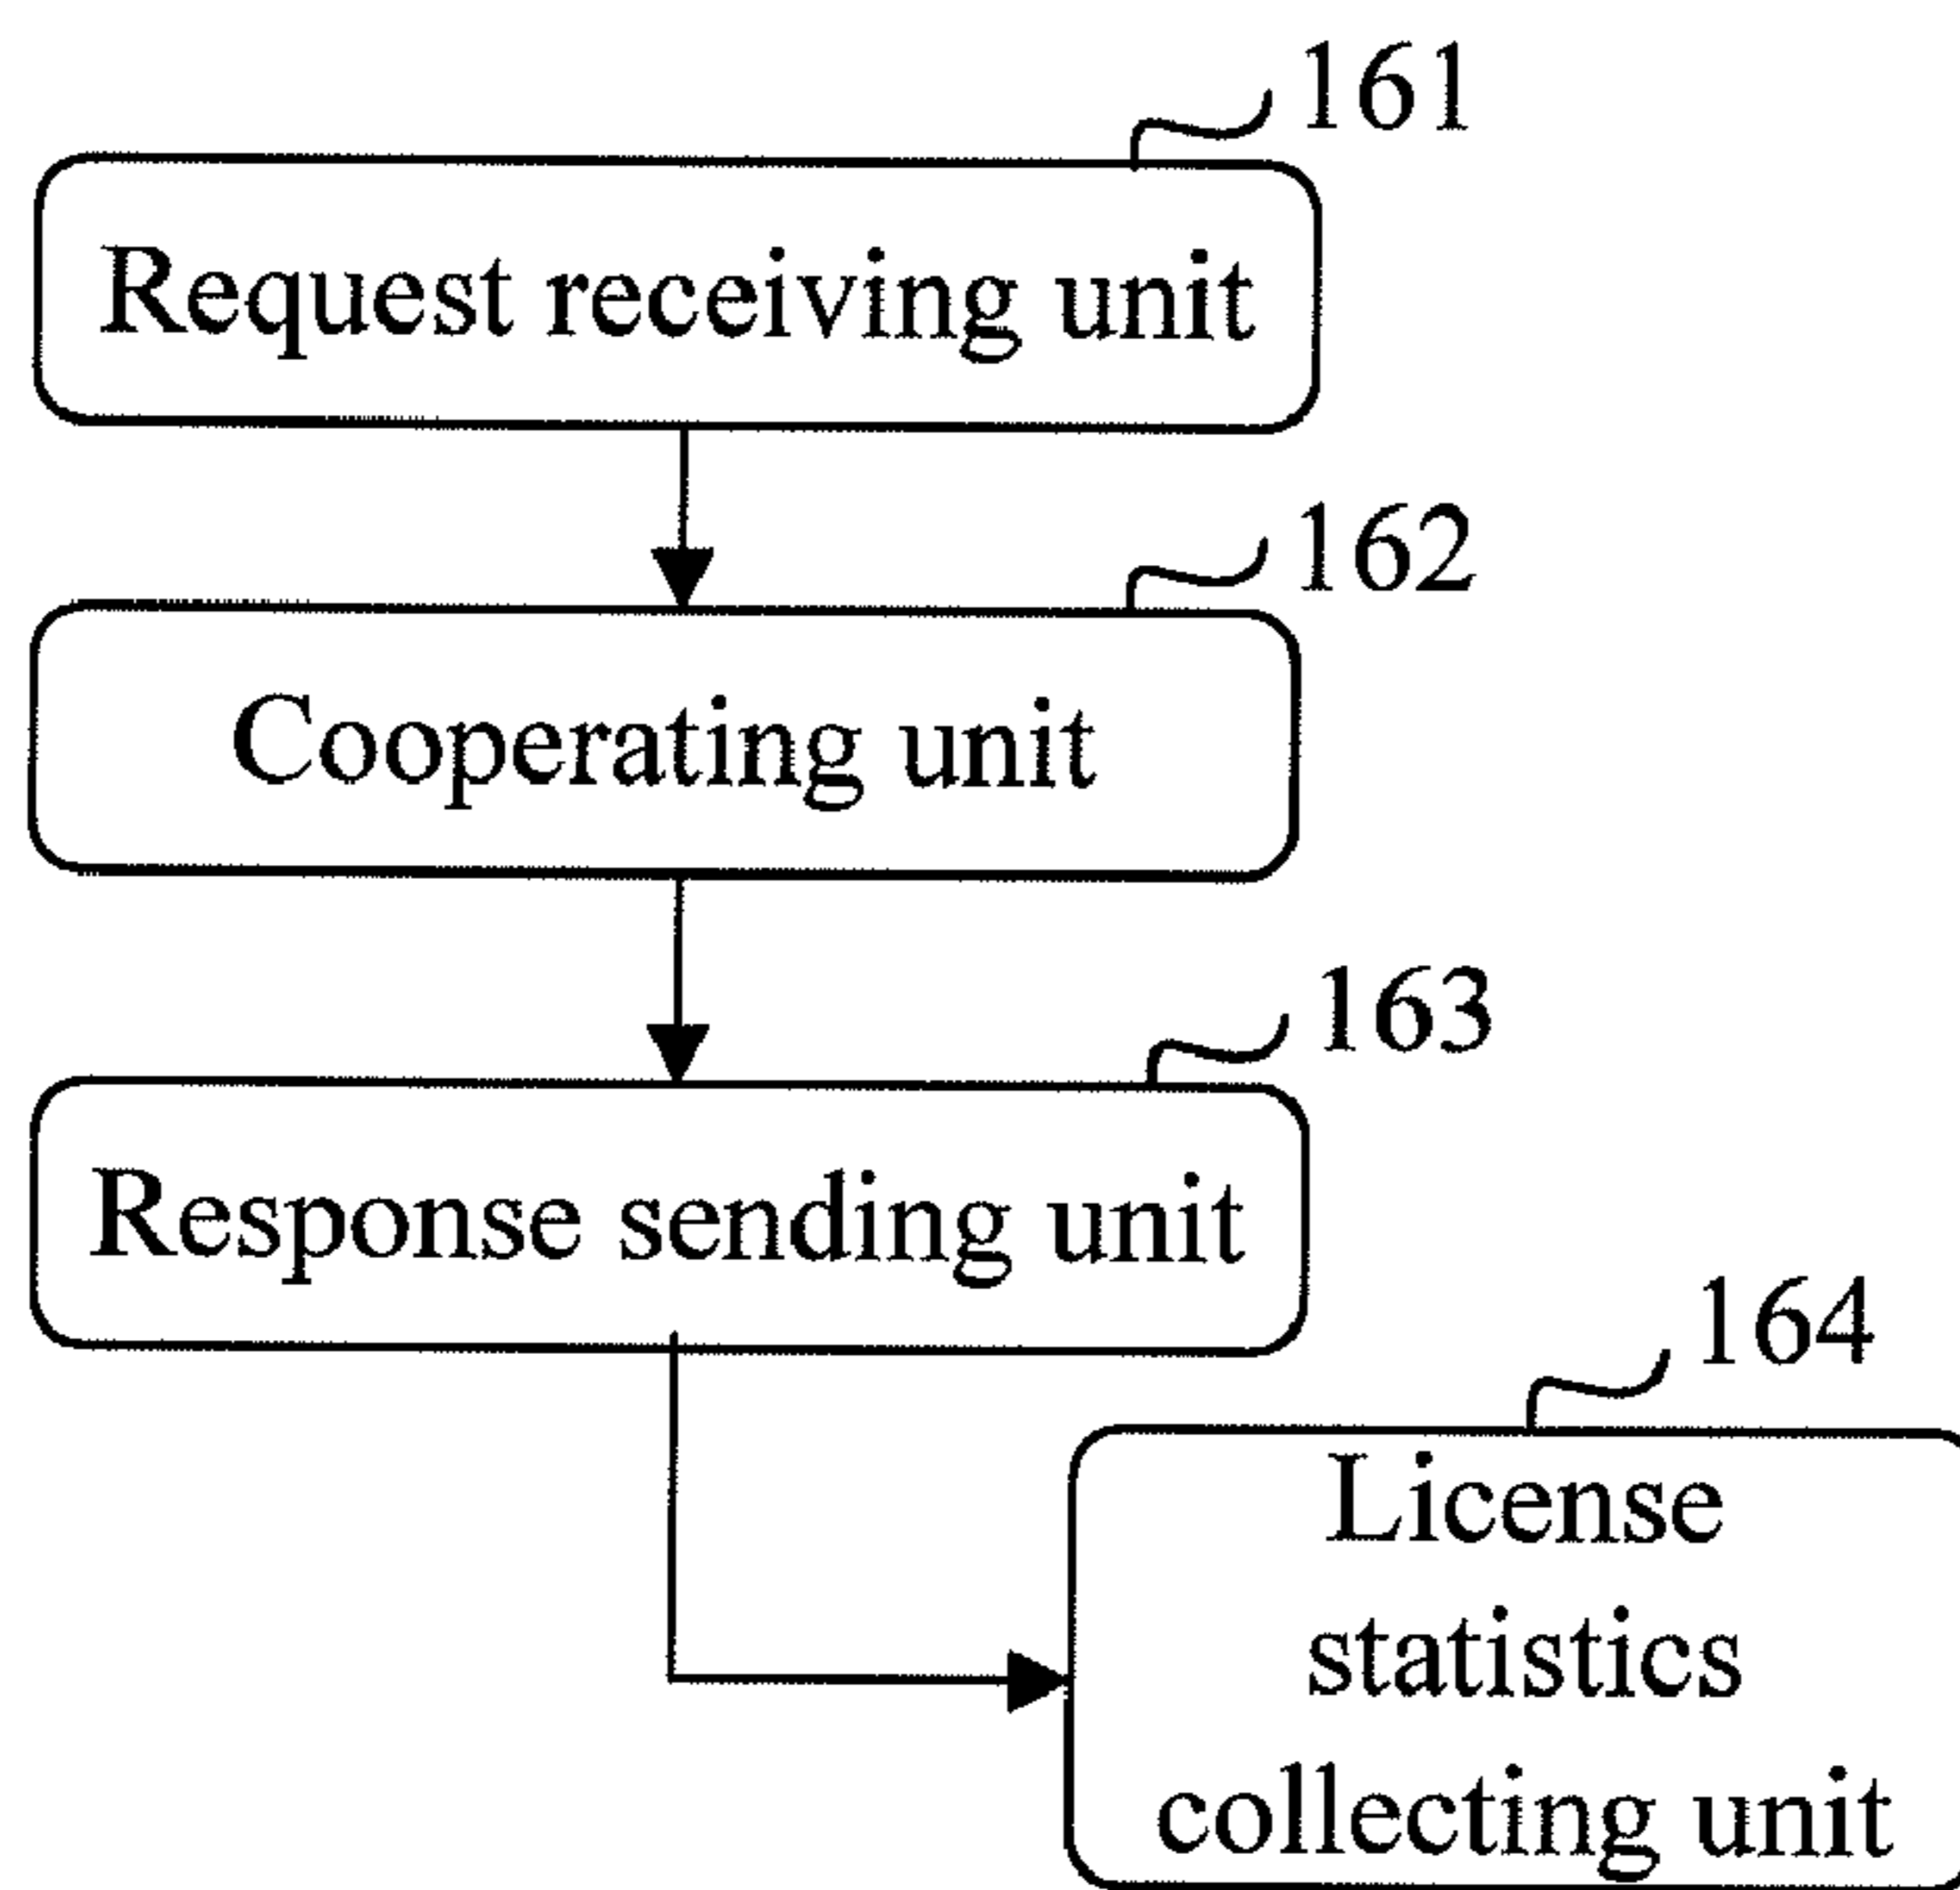 161
Request receiving unit
162
Cooperating unit
163
Response sending unit
164
License
statistics
collecting unit